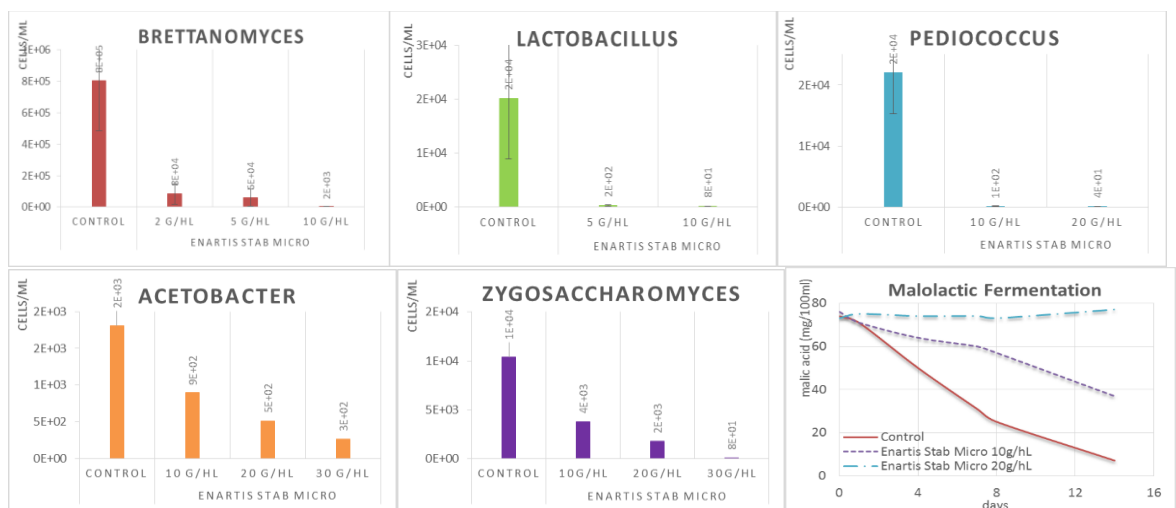 BRETTANOMYCES
CELLS/ML
1E+06
8E+05
6E+05
4E+05
2E+05
0E+00
8E+05
8E+04
6E+04
2E+03
CONTROL 2 G/HL 5 G/HL 10 G/HL
ENARTIS STAB MICRO
LACTOBACILLUS
CELLS/ML
3E+04
2E+04
1E+04
0E+00
2E+04
2E+02
8E+01
CONTROL 5 G/HL 10 G/HL
ENARTIS STAB MICRO
PEDIOCOCCUS
CELLS/ML
2E+04
1E+04
0E+00
2E+04
1E+02
4E+01
CONTROL 10 G/HL 20 G/HL
ENARTIS STAB MICRO
ACETOBACTER
CELLS/ML
2E+03
2E+03
1E+03
5E+02
0E+00
2E+03
9E+02
5E+02
3E+02
CONTROL 10 G/HL 20 G/HL 30 G/HL
ENARTIS STAB MICRO
ZYGOSACCHAROMYCES
CELLS/ML
1E+04
5E+03
0E+00
1E+04
4E+03
2E+03
8E+01
CONTROL 10G/HL 20G/HL 30G/HL
ENARTIS STAB MICRO
Malolactic Fermentation
malic acid (mg/100ml)
80
60
40
20
0
Control
Enartis Stab Micro 10g/hL
Enartis Stab Micro 20g/hL
0 4 8 12 16
days